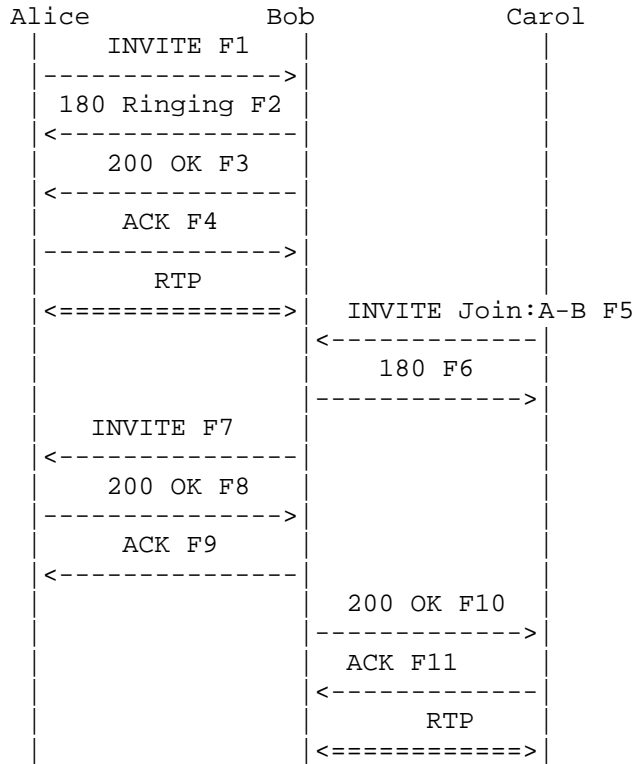 Alice Bob Carol
INVITE F1
180 Ringing F2
200 OK F3
ACK F4
RTP
INVITE Join:A-B F5
180 F6
INVITE F7
200 OK F8
ACK F9
200 OK F10
ACK F11
RTP